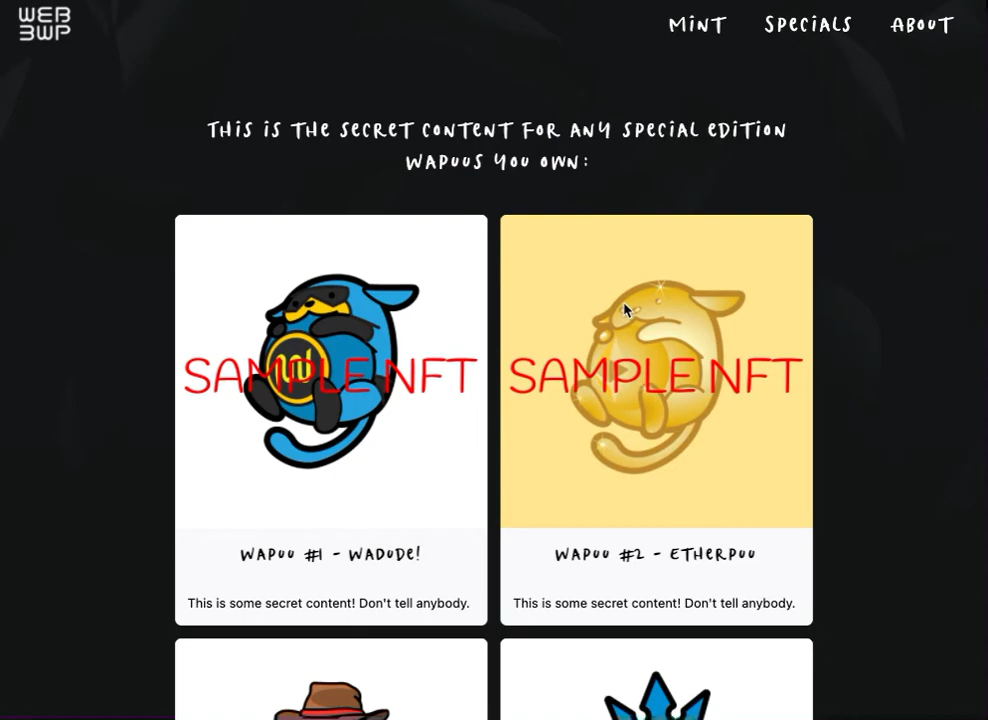 WEB
3WP
MINT SPECIALS ABOUT
THIS IS THE SECRET CONTENT FOR ANY SPECIAL EDITION
WAPUUS YOU OWN:
SAMPLE NFT
SAMPLE NFT
WAPUU #1 - WADUDE!
WAPUU #2 - ETHERPUU
This is some secret content! Don't tell anybody.
This is some secret content! Don't tell anybody.